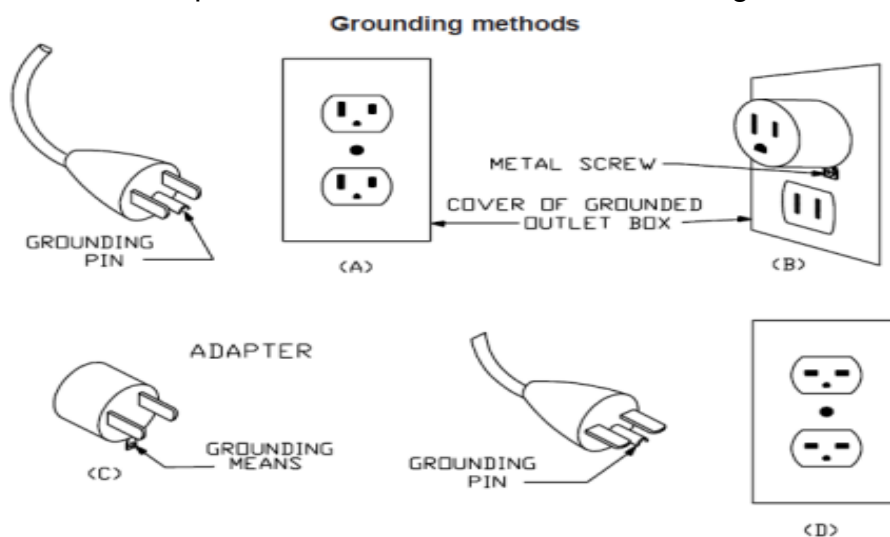 Grounding methods
METAL SCREW
COVER OF GROUNDED
OUTLET BOX
GROUNDING
PIN
(A)
(B)
ADAPTER
GROUNDING
MEANS
(C)
GROUNDING
PIN
(D)